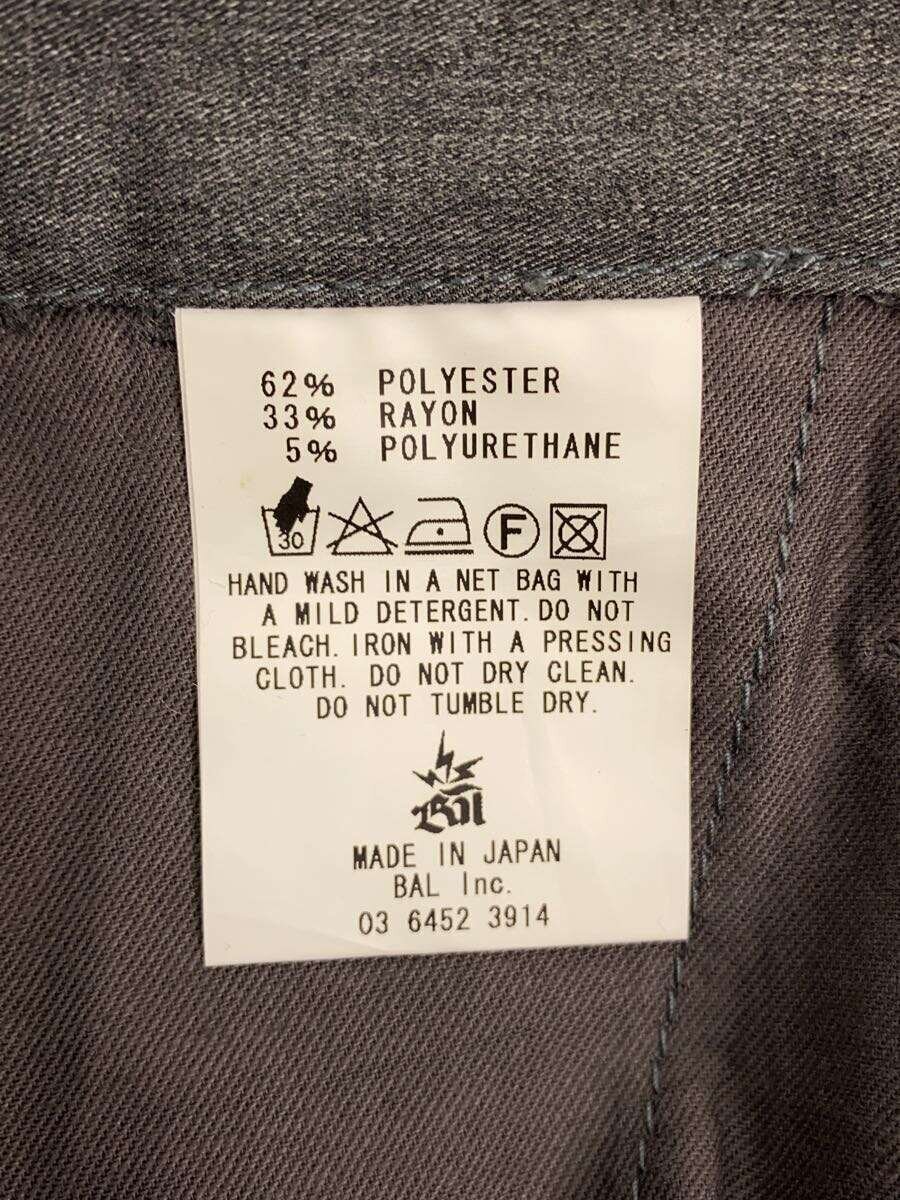 62% POLYESTER
33% RAYON
5% POLYURETHANE
30 F
HAND WASH IN A NET BAG WITH
A MILD DETERGENT. DO NOT
BLEACH. IRON WITH A PRESSING
CLOTH. DO NOT DRY CLEAN.
DO NOT TUMBLE DRY.
Bal
MADE IN JAPAN
BAL Inc.
03 6452 3914